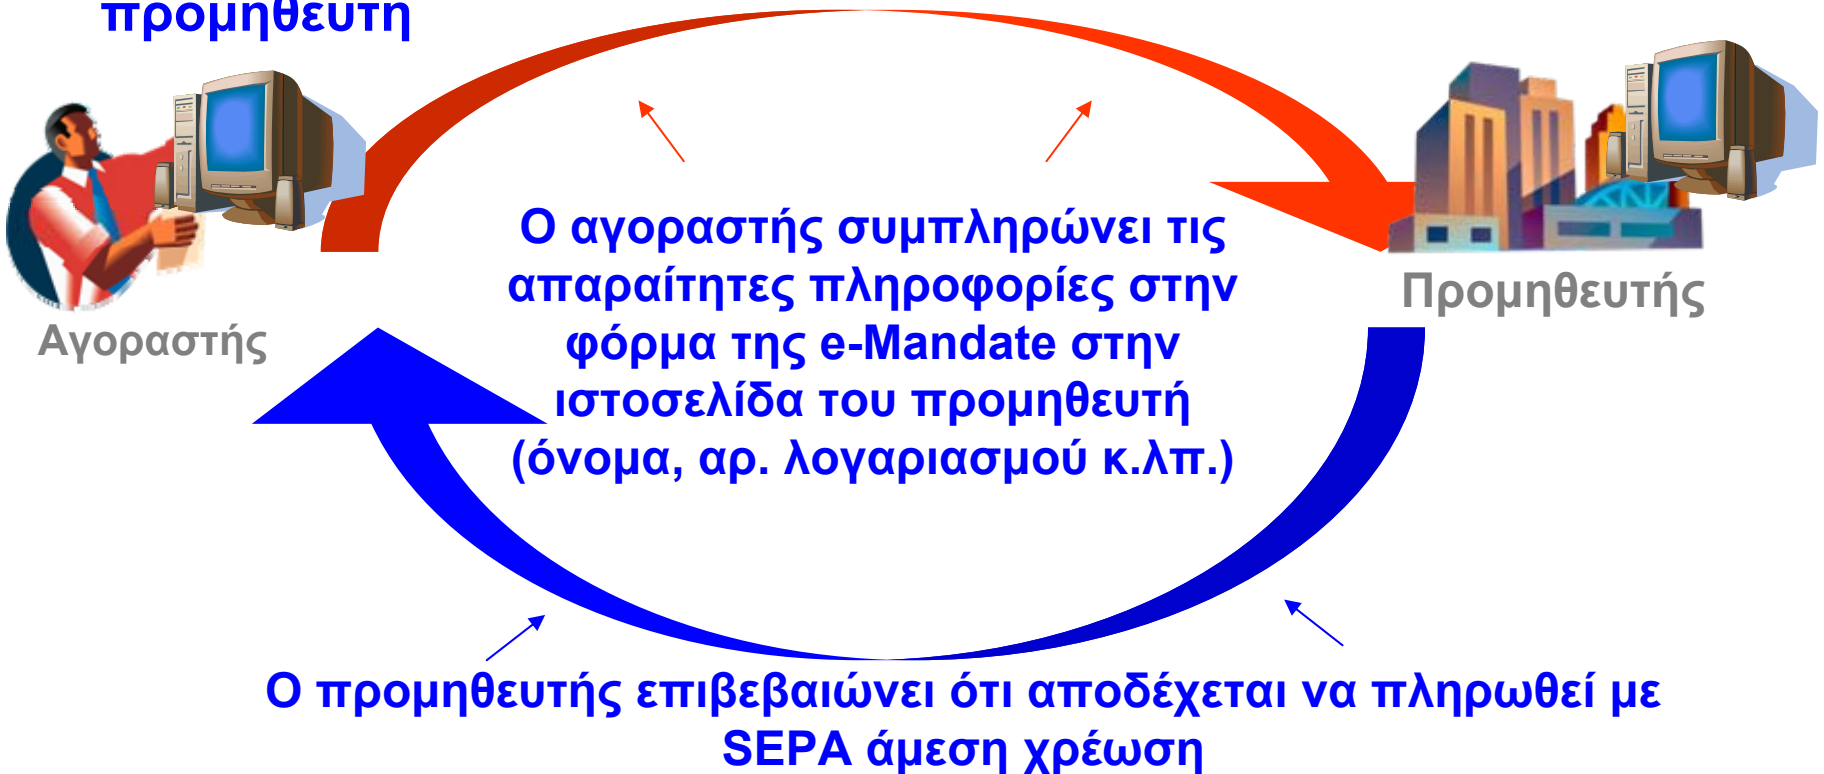 προμηθευτή
Ο αγοραστής συμπληρώνει τις
απαραίτητες πληροφορίες στην
φόρμα της e-Mandate στην
ιστοσελίδα του προμηθευτή
(όνομα, αρ. λογαριασμού κ.λπ.)
Προμηθευτής
Αγοραστής
Ο προμηθευτής επιβεβαιώνει ότι αποδέχεται να πληρωθεί με
SEPA άμεση χρέωση